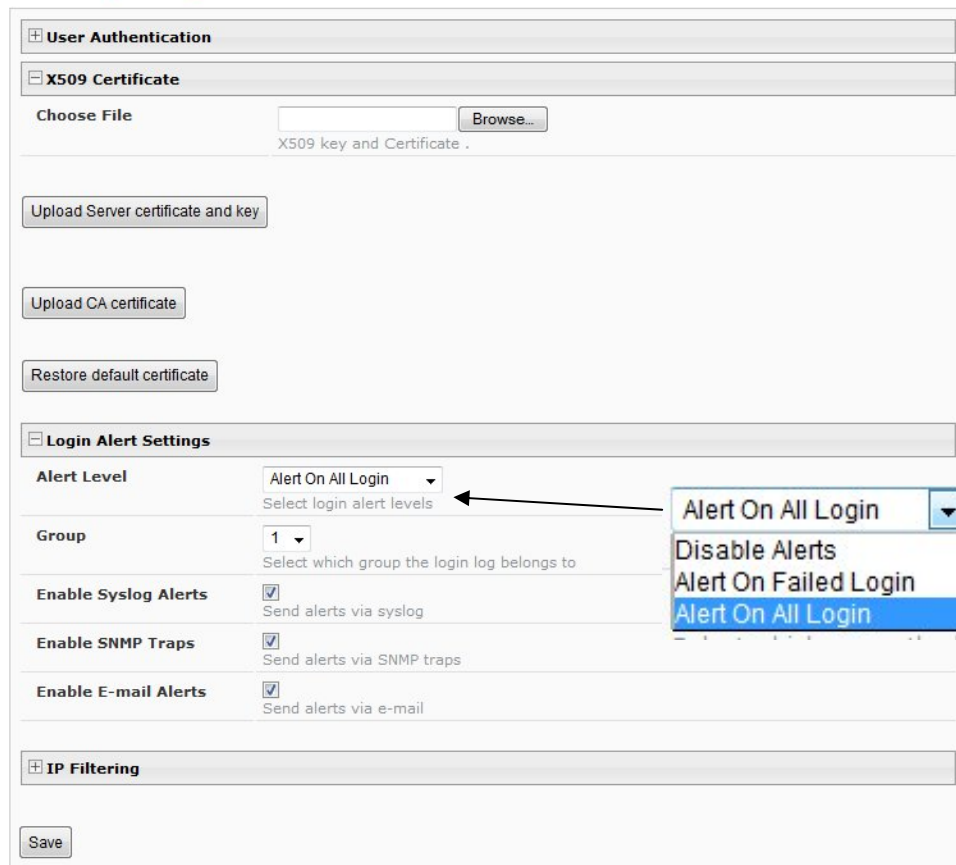 User Authentication
X509 Certificate
Choose File
Browse...
X509 key and Certificate .
Upload Server certificate and key
Upload CA certificate
Restore default certificate
Login Alert Settings
Alert Level
Alert On All Login
Select login alert levels
Group
1
Select which group the login log belongs to
Enable Syslog Alerts
Send alerts via syslog
Enable SNMP Traps
Send alerts via SNMP traps
Enable E-mail Alerts
Send alerts via e-mail
Alert On All Login
Disable Alerts
Alert On Failed Login
Alert On All Login
IP Filtering
Save